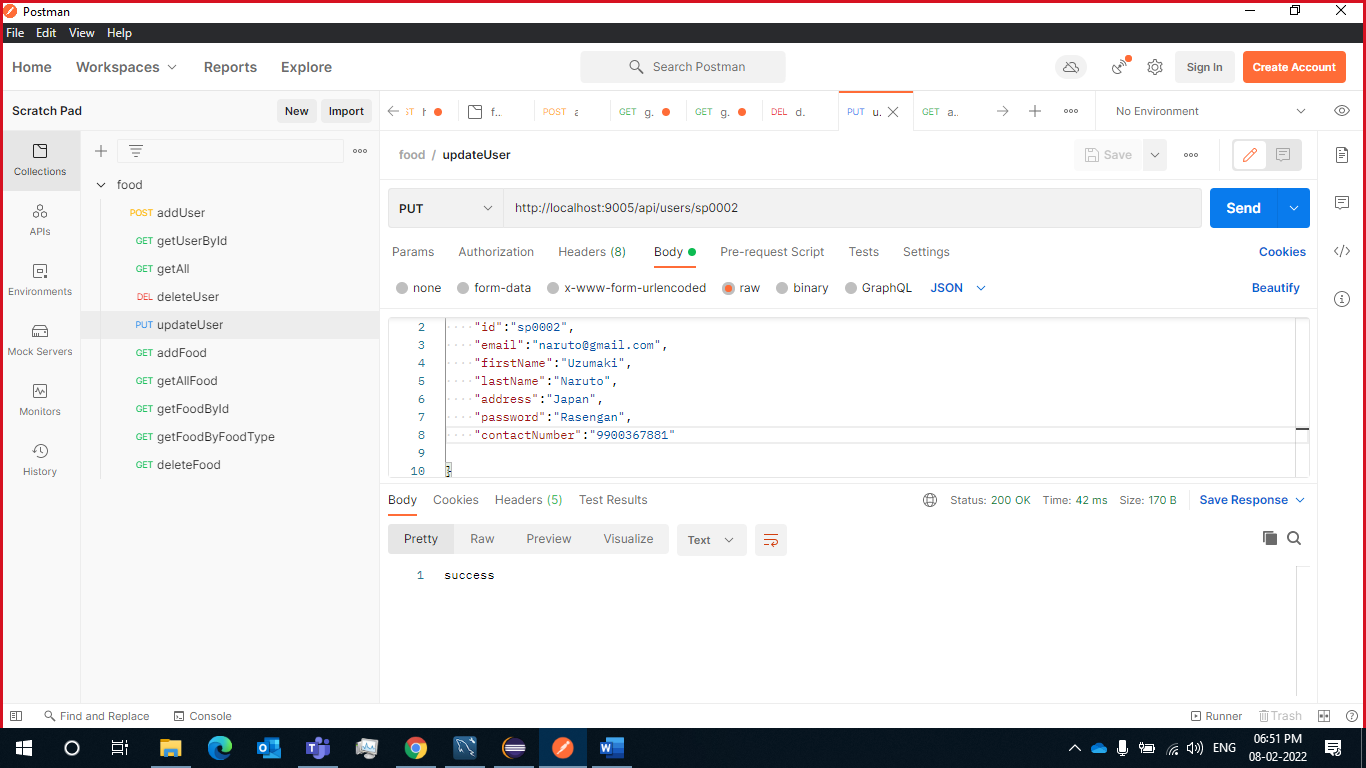 Postman
File Edit View Help
Home Workspaces Reports Explore Search Postman Sign In Create Account
Scratch Pad New Import
GET g. GET g. DEL d. PUT u. GET a.. No Environment
POST
f..
Collections
APIs
Environments
Mock Servers
Monitors
History
food
POST addUser
GET getUserById
GET getAll
DEL deleteUser
PUT updateUser
GET addFood
GET getAllFood
GET getFoodById
GET getFoodByFoodType
GET deleteFood
food / updateUser Save
PUT http://localhost:9005/api/users/sp0002 Send
Params Authorization Headers (8) Body Pre-request Script Tests Settings Cookies
none form-data x-www-form-urlencoded raw binary GraphQL JSON Beautify
2 "id":"sp0002",
3 "email":"naruto@gmail.com",
4 "firstName":"Uzumaki",
5 "lastName":"Naruto",
6 "address":"Japan",
7 "password":"Rasengan",
8 "contactNumber":"9900367881"
9
10 }
Body Cookies Headers (5) Test Results Status: 200 OK Time: 42 ms Size: 170 B Save Response
Pretty Raw Preview Visualize Text
1 success
Find and Replace Console Runner Trash
ENG 06:51 PM
08-02-2022